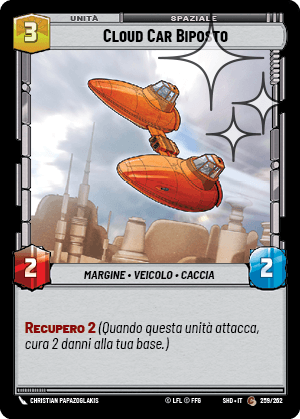 UNITÀ
SPAZIALE
3
Cloud Car Biposto
2
2
MARGINE • VEICOLO • CACCIA
Recupero 2 (Quando questa unità attacca,
cura 2 danni alla tua base.)
CHRISTIAN PAPAZOGLAKIS
© LFL © FFG
SHD • IT
259/262